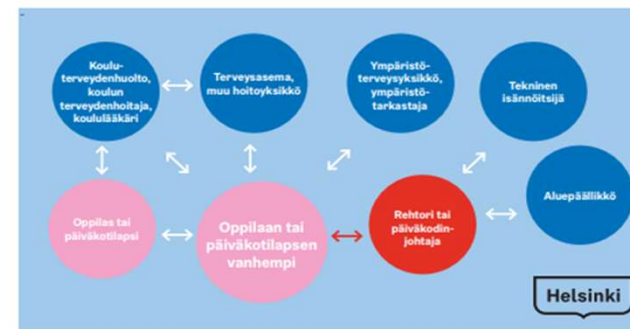 Koulu-
terveydenhuolto,
koulun
terveydenhoitaja,
koululääkäri
Terveysasema,
muu hoitoyksikkö
Ympäristö-
terveysyksikkö,
ympäristö-
tarkastaja
Tekninen
isännöitsijä
Oppilas tai
päiväkotilapsi
Oppilaan tai
päiväkotilapsen
vanhempi
Rehtori tai
päiväkodin-
johtaja
Aluepäällikkö
Helsinki